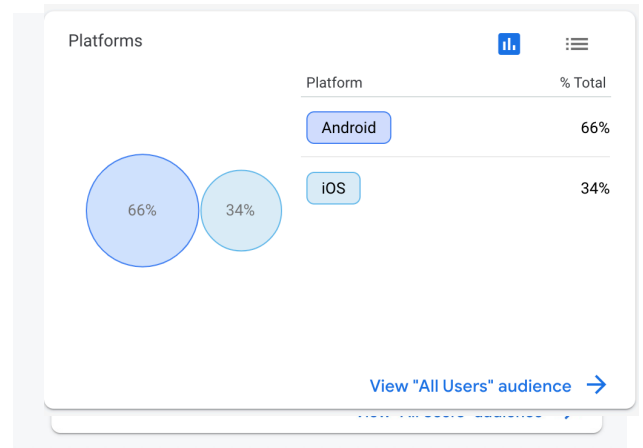 Platforms
Platform % Total
Android 66%
66% 34%
iOS 34%
View "All Users" audience